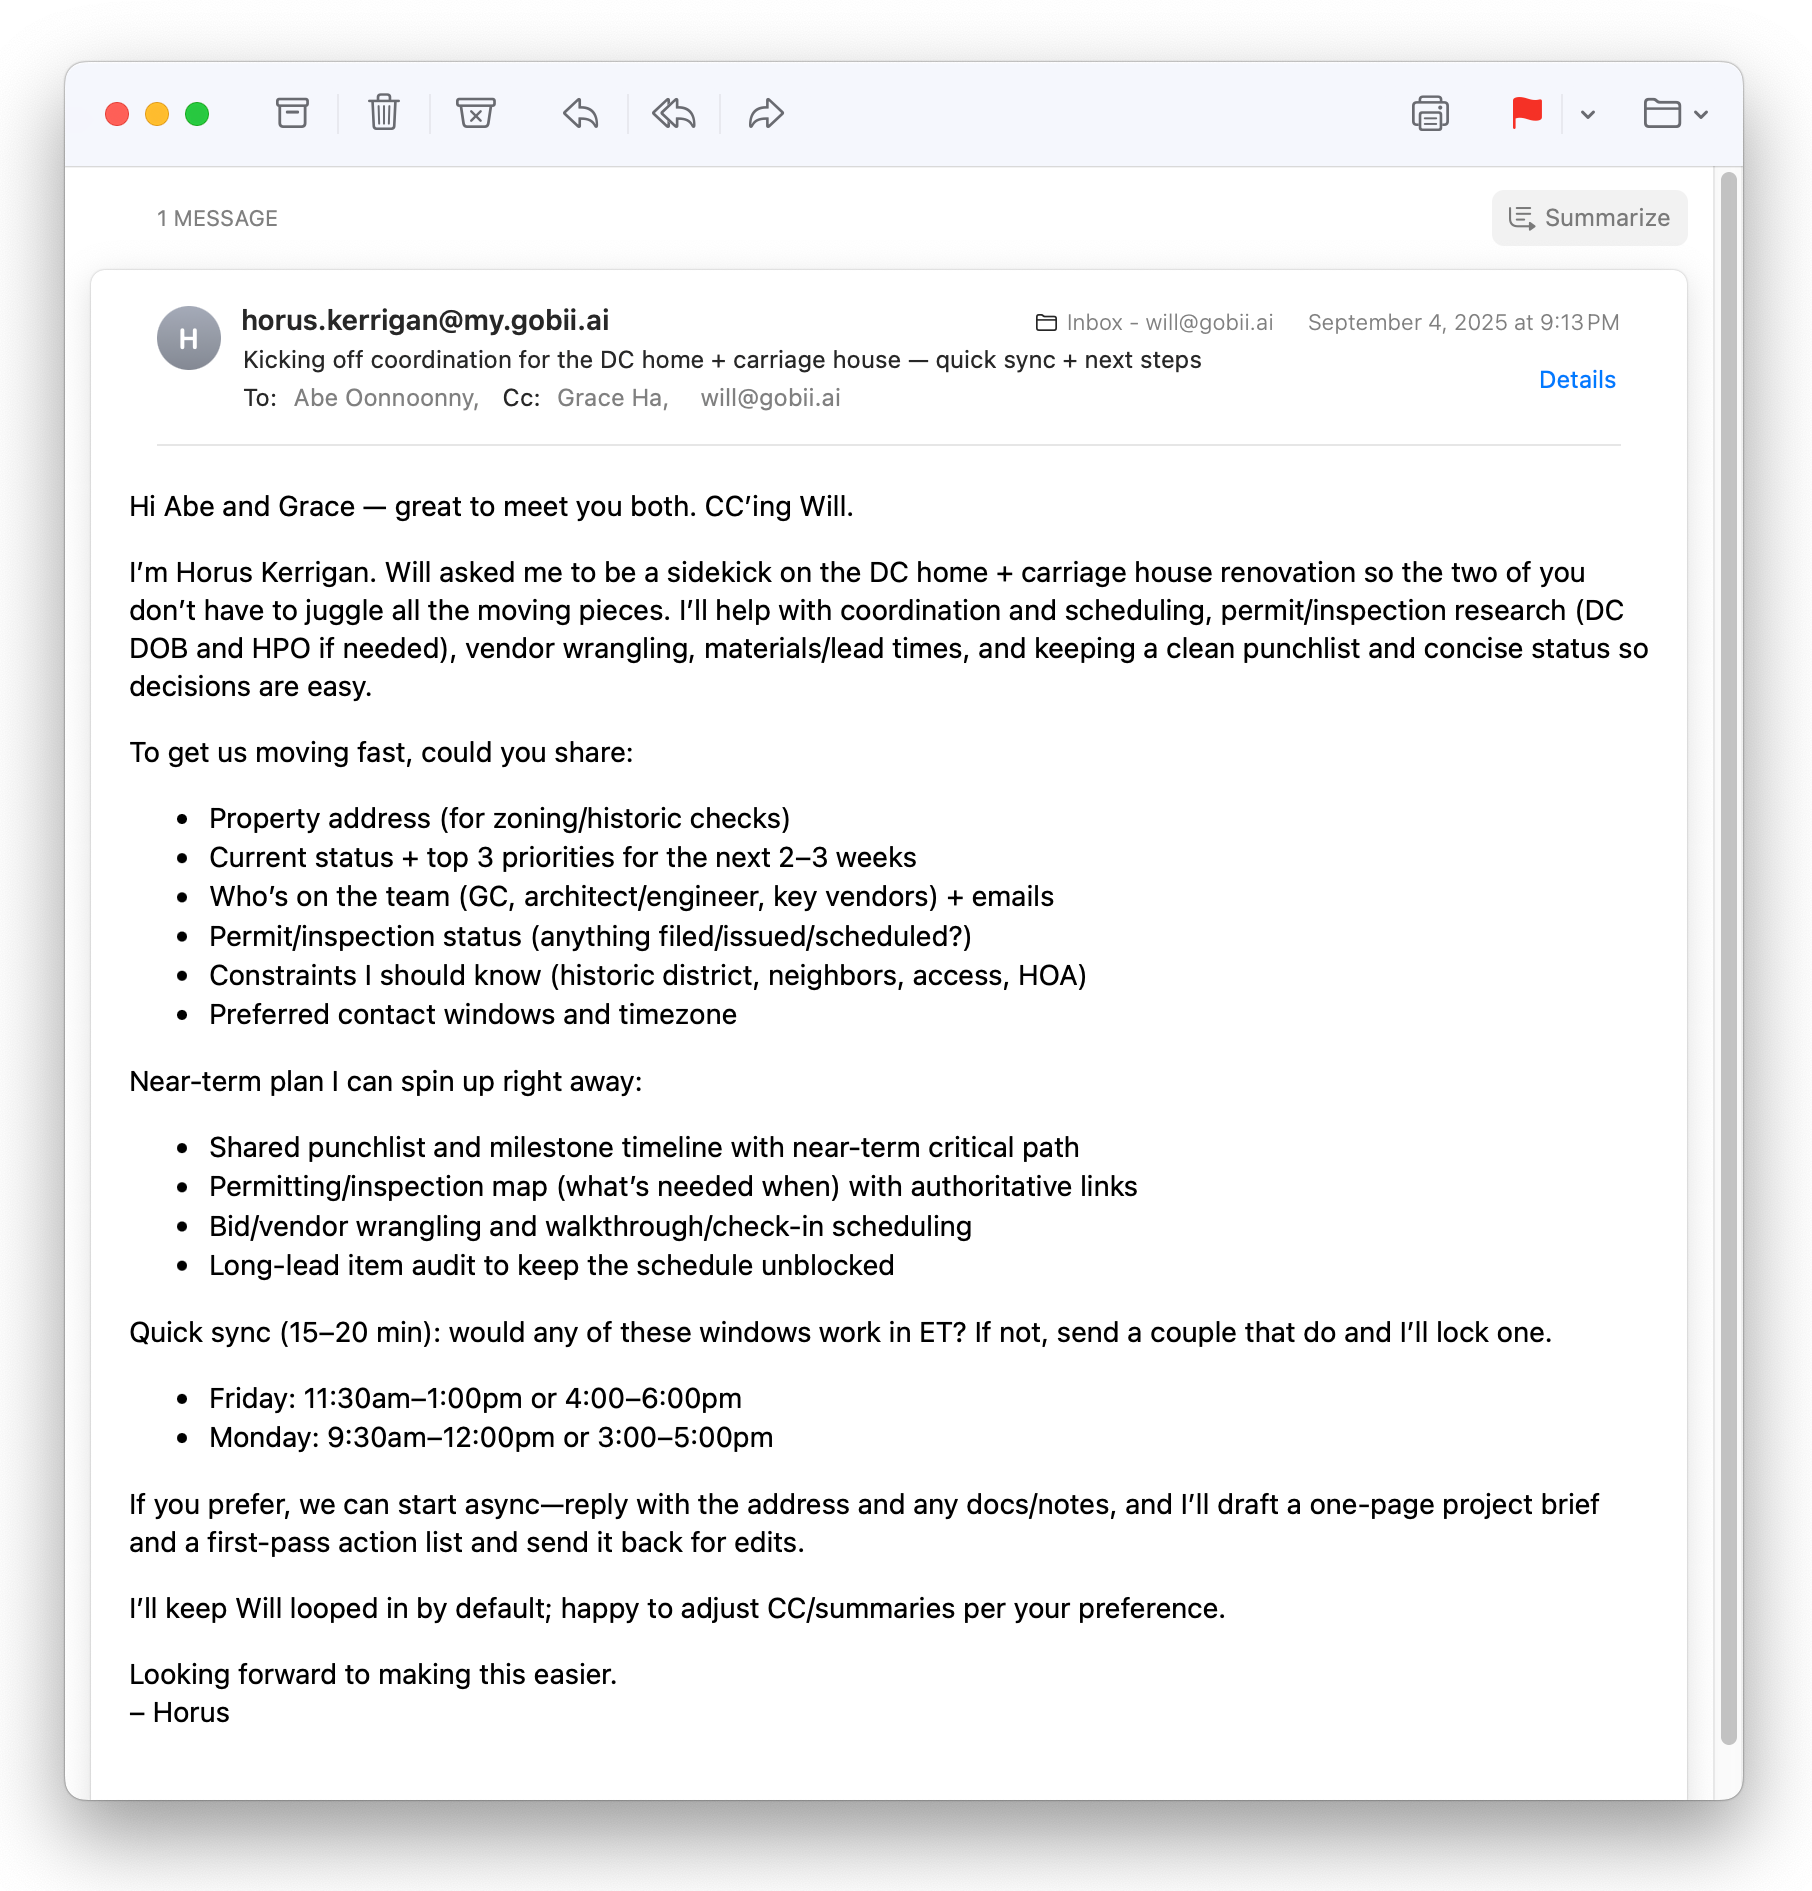 1 MESSAGE
Summarize
H
horus.kerrigan@my.gobii.ai
Inbox - will@gobii.ai
September 4, 2025 at 9:13 PM
Kicking off coordination for the DC home + carriage house — quick sync + next steps
Details
To: Abe Oonnoonny, Cc: Grace Ha, will@gobii.ai
Hi Abe and Grace — great to meet you both. CC’ing Will.
I’m Horus Kerrigan. Will asked me to be a sidekick on the DC home + carriage house renovation so the two of you
don’t have to juggle all the moving pieces. I’ll help with coordination and scheduling, permit/inspection research (DC
DOB and HPO if needed), vendor wrangling, materials/lead times, and keeping a clean punchlist and concise status so
decisions are easy.
To get us moving fast, could you share:
• Property address (for zoning/historic checks)
• Current status + top 3 priorities for the next 2–3 weeks
• Who’s on the team (GC, architect/engineer, key vendors) + emails
• Permit/inspection status (anything filed/issued/scheduled?)
• Constraints I should know (historic district, neighbors, access, HOA)
• Preferred contact windows and timezone
Near-term plan I can spin up right away:
• Shared punchlist and milestone timeline with near-term critical path
• Permitting/inspection map (what’s needed when) with authoritative links
• Bid/vendor wrangling and walkthrough/check-in scheduling
• Long-lead item audit to keep the schedule unblocked
Quick sync (15–20 min): would any of these windows work in ET? If not, send a couple that do and I’ll lock one.
• Friday: 11:30am–1:00pm or 4:00–6:00pm
• Monday: 9:30am–12:00pm or 3:00–5:00pm
If you prefer, we can start async—reply with the address and any docs/notes, and I’ll draft a one-page project brief
and a first-pass action list and send it back for edits.
I’ll keep Will looped in by default; happy to adjust CC/summaries per your preference.
Looking forward to making this easier.
– Horus